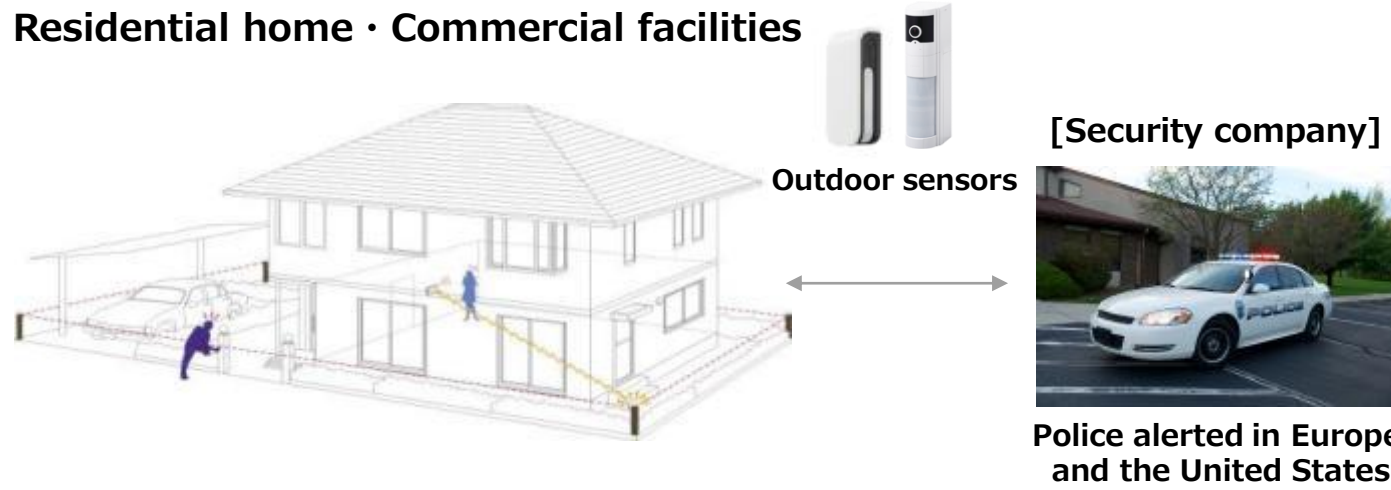 Residential home・Commercial facilities
Outdoor sensors
[Security company]
POLICE
Police alerted in Europe
and the United States